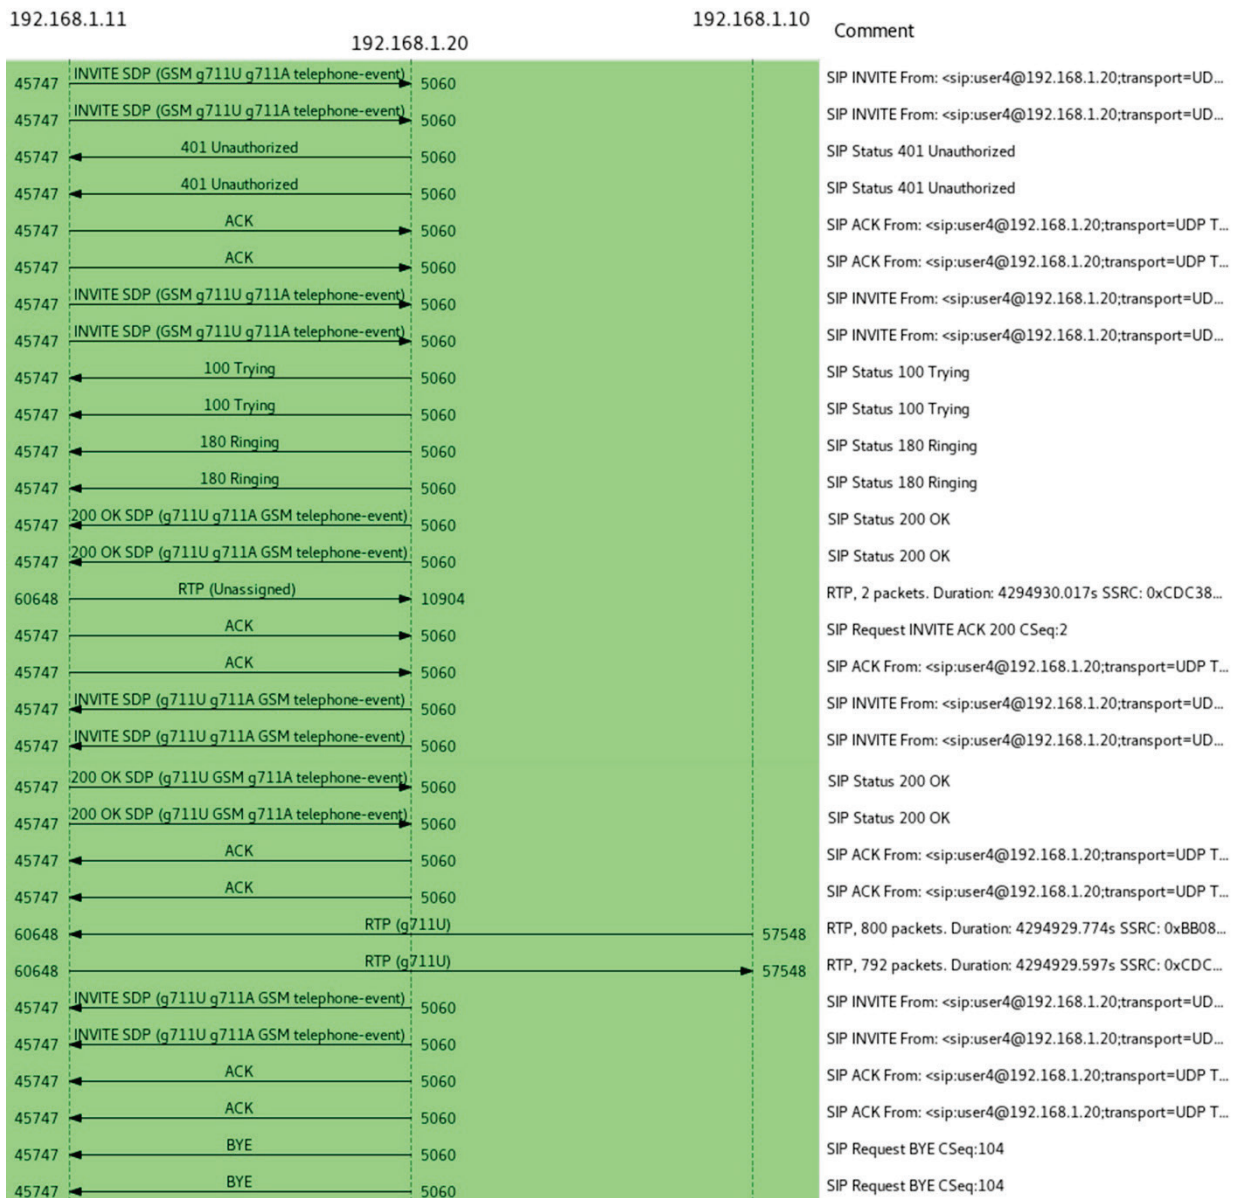 192.168.1.11 192.168.1.20 192.168.1.10 Comment
45747 INVITE SDP (GSM g711U g711A telephone-event) 5060 SIP INVITE From: <sip:user4@192.168.1.20;transport=UD...
45747 INVITE SDP (GSM g711U g711A telephone-event) 5060 SIP INVITE From: <sip:user4@192.168.1.20;transport=UD...
45747 401 Unauthorized 5060 SIP Status 401 Unauthorized
45747 401 Unauthorized 5060 SIP Status 401 Unauthorized
45747 ACK 5060 SIP ACK From: <sip:user4@192.168.1.20;transport=UDP T...
45747 ACK 5060 SIP ACK From: <sip:user4@192.168.1.20;transport=UDP T...
45747 INVITE SDP (GSM g711U g711A telephone-event) 5060 SIP INVITE From: <sip:user4@192.168.1.20;transport=UD...
45747 INVITE SDP (GSM g711U g711A telephone-event) 5060 SIP INVITE From: <sip:user4@192.168.1.20;transport=UD...
45747 100 Trying 5060 SIP Status 100 Trying
45747 100 Trying 5060 SIP Status 100 Trying
45747 180 Ringing 5060 SIP Status 180 Ringing
45747 180 Ringing 5060 SIP Status 180 Ringing
45747 200 OK SDP (g711U g711A GSM telephone-event) 5060 SIP Status 200 OK
45747 200 OK SDP (g711U g711A GSM telephone-event) 5060 SIP Status 200 OK
60648 RTP (Unassigned) 10904 RTP, 2 packets. Duration: 4294930.017s SSRC: 0xCDC38...
45747 ACK 5060 SIP Request INVITE ACK 200 CSeq:2
45747 ACK 5060 SIP ACK From: <sip:user4@192.168.1.20;transport=UDP T...
45747 INVITE SDP (g711U g711A GSM telephone-event) 5060 SIP INVITE From: <sip:user4@192.168.1.20;transport=UD...
45747 INVITE SDP (g711U g711A GSM telephone-event) 5060 SIP INVITE From: <sip:user4@192.168.1.20;transport=UD...
45747 200 OK SDP (g711U GSM g711A telephone-event) 5060 SIP Status 200 OK
45747 200 OK SDP (g711U GSM g711A telephone-event) 5060 SIP Status 200 OK
45747 ACK 5060 SIP ACK From: <sip:user4@192.168.1.20;transport=UDP T...
45747 ACK 5060 SIP ACK From: <sip:user4@192.168.1.20;transport=UDP T...
60648 RTP (g711U) 57548 RTP, 800 packets. Duration: 4294929.774s SSRC: 0xBB08...
60648 RTP (g711U) 57548 RTP, 792 packets. Duration: 4294929.597s SSRC: 0xCDC...
45747 INVITE SDP (g711U g711A GSM telephone-event) 5060 SIP INVITE From: <sip:user4@192.168.1.20;transport=UD...
45747 INVITE SDP (g711U g711A GSM telephone-event) 5060 SIP INVITE From: <sip:user4@192.168.1.20;transport=UD...
45747 ACK 5060 SIP ACK From: <sip:user4@192.168.1.20;transport=UDP T...
45747 ACK 5060 SIP ACK From: <sip:user4@192.168.1.20;transport=UDP T...
45747 BYE 5060 SIP Request BYE CSeq:104
45747 BYE 5060 SIP Request BYE CSeq:104